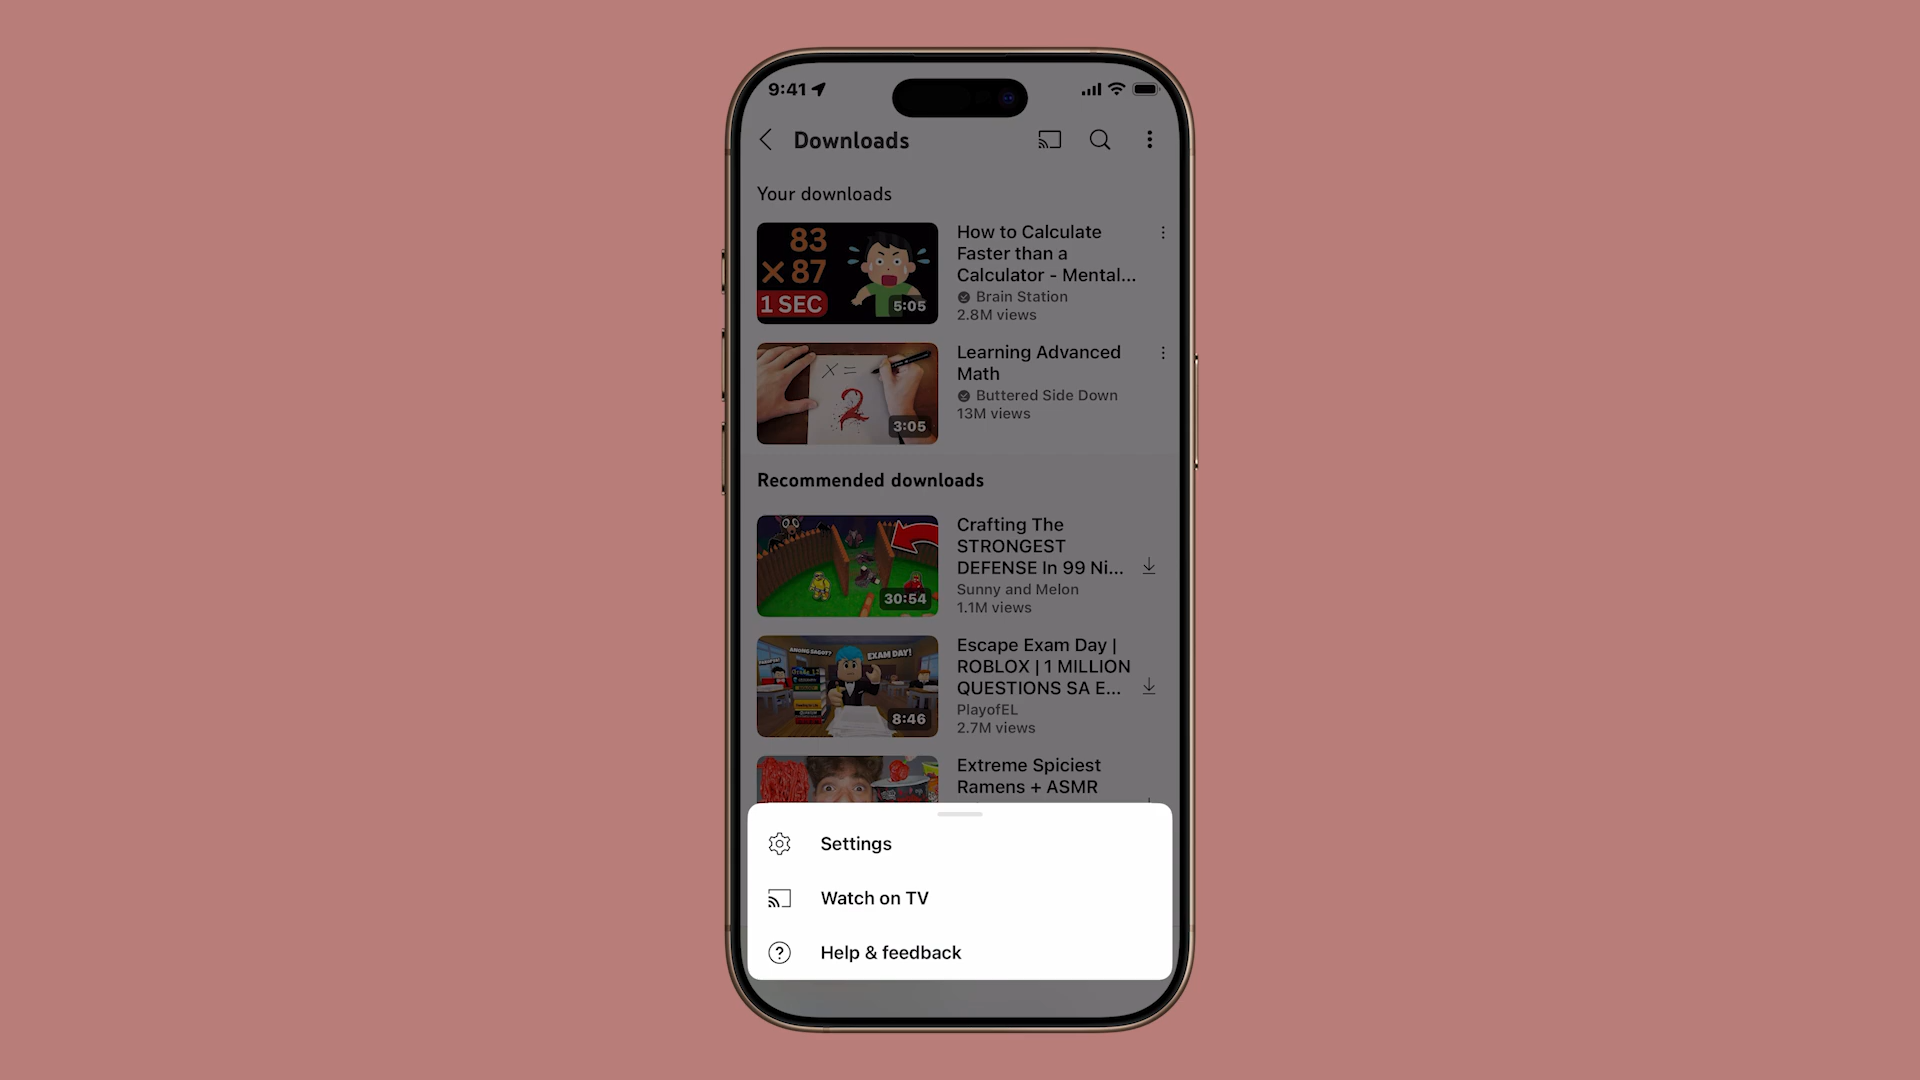 9:41
Downloads
Your downloads
83
× 87
1 SEC
5:05
How to Calculate
Faster than a
Calculator - Mental...
Brain Station
2.8M views
X =
2
3:05
Learning Advanced
Math
Buttered Side Down
13M views
Recommended downloads
30:54
Crafting The
STRONGEST
DEFENSE In 99 Ni...
Sunny and Melon
1.1M views
ANONG SAGOT?
EXAM DAY!
8:46
Escape Exam Day |
ROBLOX | 1 MILLION
QUESTIONS SA E...
PlayofEL
2.7M views
Extreme Spiciest
Ramens + ASMR
Settings
Watch on TV
Help & feedback